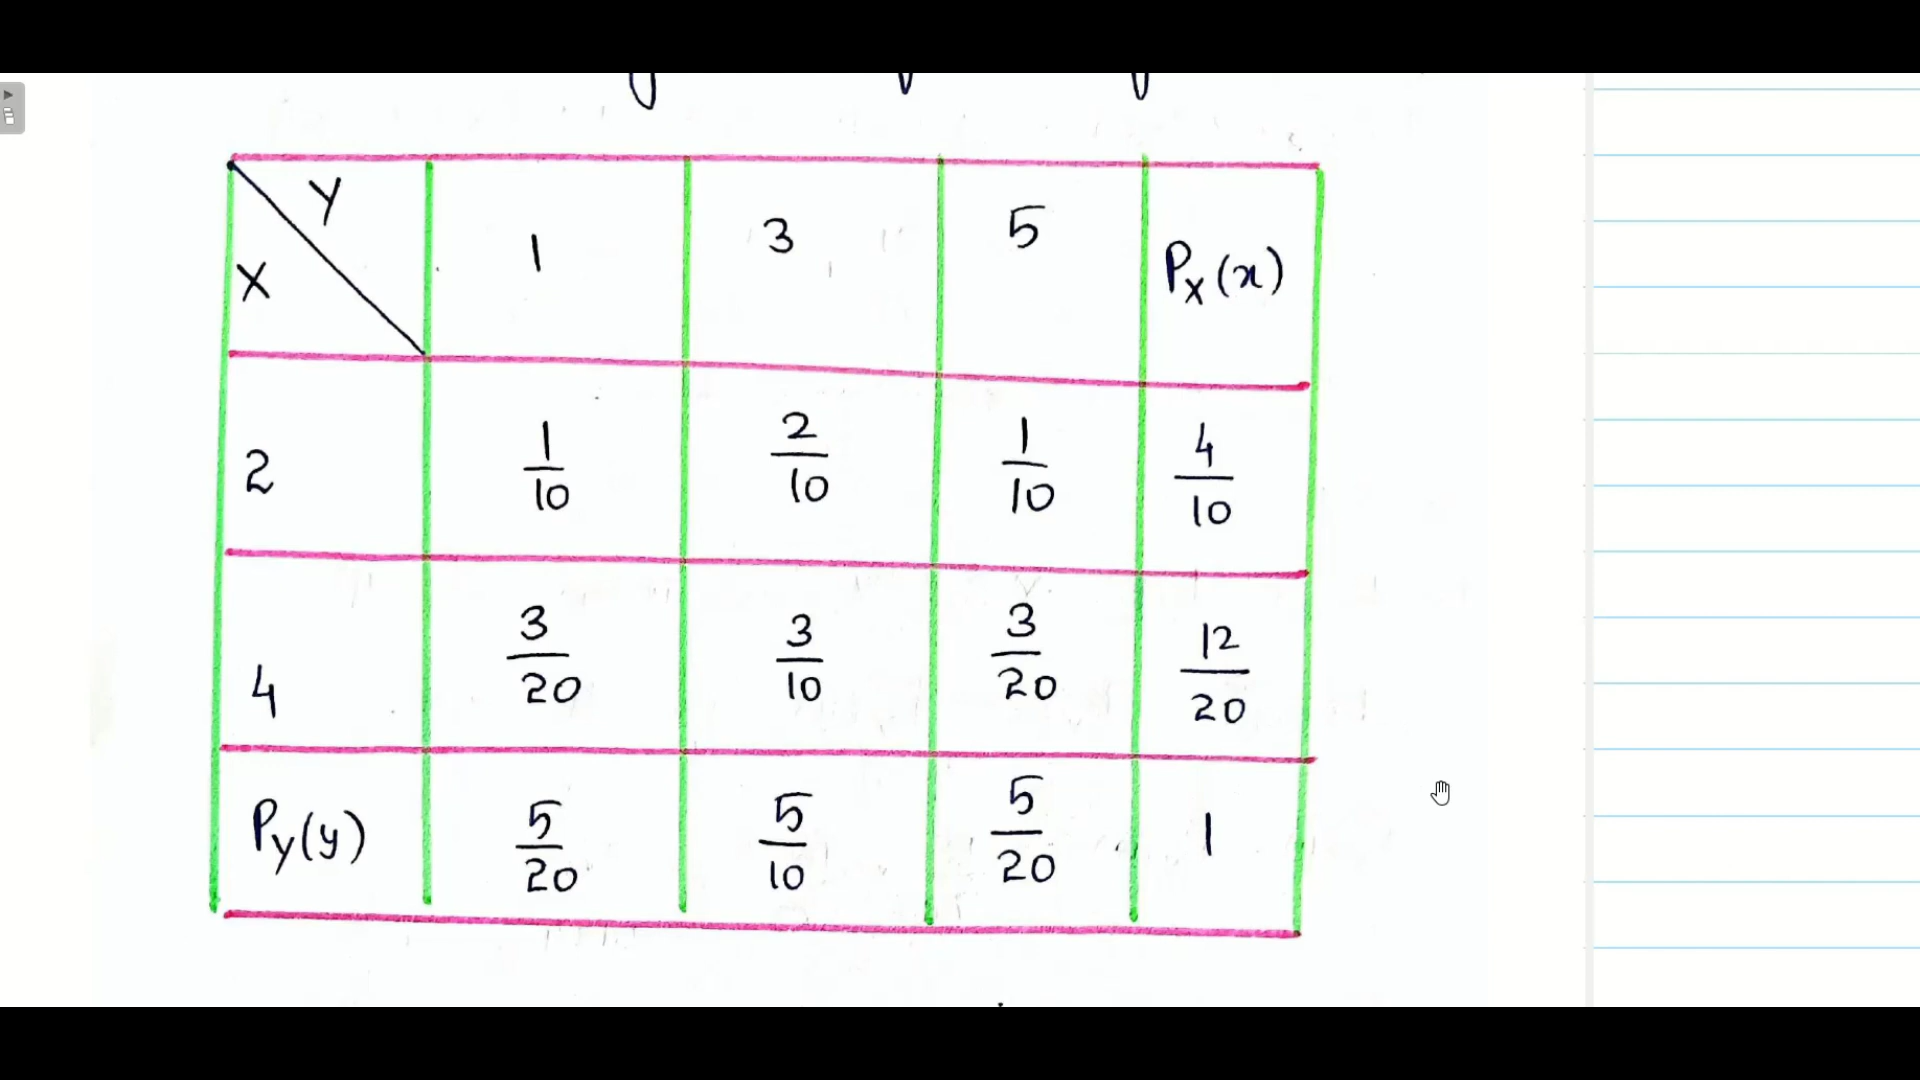 Y
X
1 3 5 Px(x)
2 1/10 2/10 1/10 4/10
4 3/20 3/10 3/20 12/20
Py(y) 5/20 5/10 5/20 1